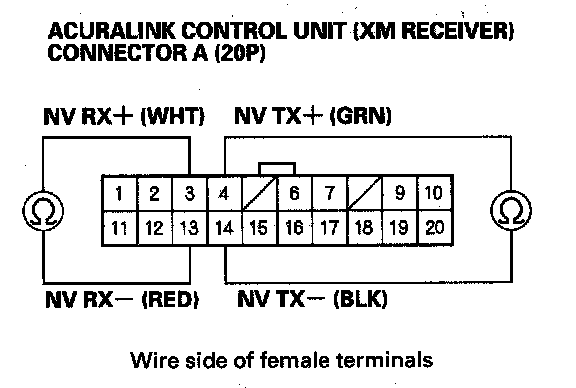 ACURALINK CONTROL UNIT (XM RECEIVER)
CONNECTOR A (20P)
NV RX+ (WHT) NV TX+ (GRN)
1 2 3 4 6 7 9 10
Ω Ω
11 12 13 14 15 16 17 18 19 20
NV RX− (RED) NV TX− (BLK)
Wire side of female terminals